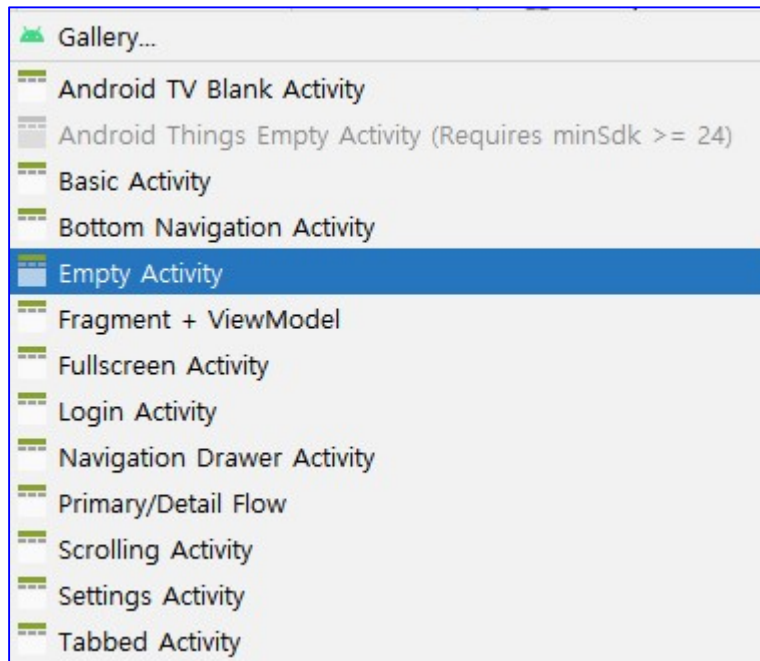 Gallery...
Android TV Blank Activity
Android Things Empty Activity (Requires minSdk >= 24)
Basic Activity
Bottom Navigation Activity
Empty Activity
Fragment + ViewModel
Fullscreen Activity
Login Activity
Navigation Drawer Activity
Primary/Detail Flow
Scrolling Activity
Settings Activity
Tabbed Activity